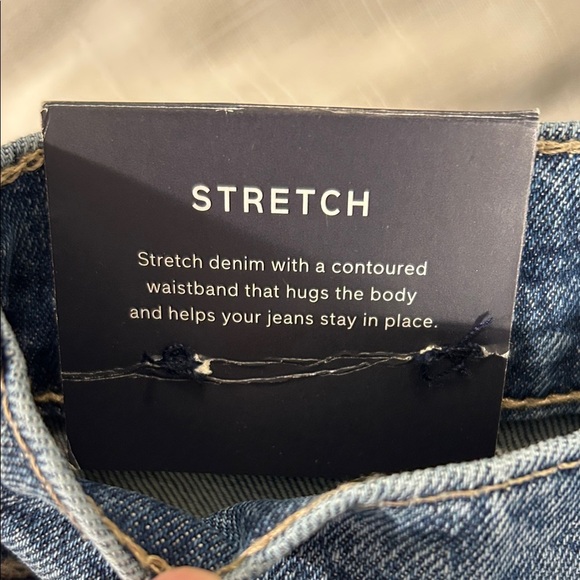 STRETCH
Stretch denim with a contoured
waistband that hugs the body
and helps your jeans stay in place.